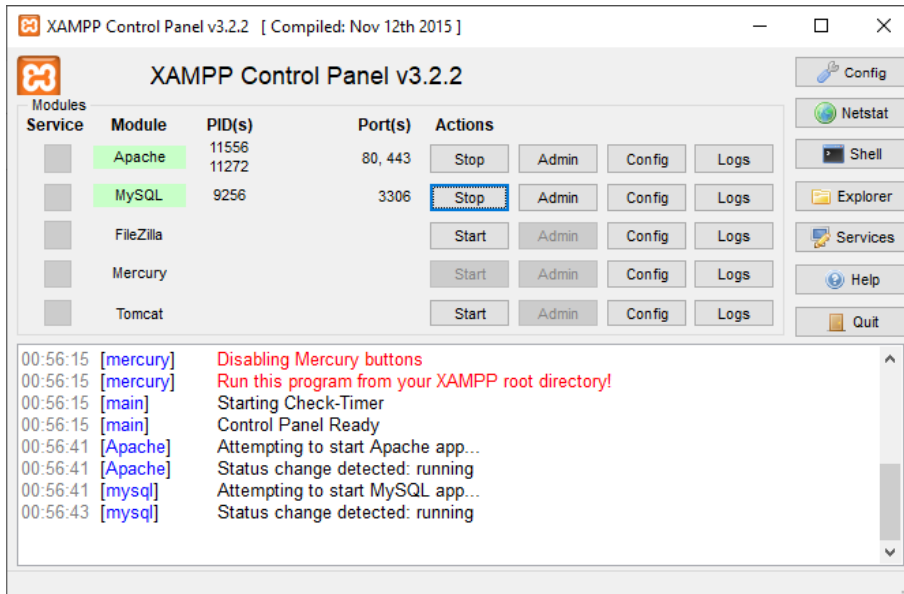 XAMPP Control Panel v3.2.2 [ Compiled: Nov 12th 2015 ]
XAMPP Control Panel v3.2.2
Config
Modules
Service Module PID(s) Port(s) Actions
Netstat
Apache 11556 11272 80, 443 Stop Admin Config Logs
Shell
MySQL 9256 3306 Stop Admin Config Logs
Explorer
FileZilla Start Admin Config Logs
Services
Mercury Start Admin Config Logs
Help
Tomcat Start Admin Config Logs
Quit
00:56:15 [mercury] Disabling Mercury buttons
00:56:15 [mercury] Run this program from your XAMPP root directory!
00:56:15 [main] Starting Check-Timer
00:56:15 [main] Control Panel Ready
00:56:41 [Apache] Attempting to start Apache app...
00:56:41 [Apache] Status change detected: running
00:56:41 [mysql] Attempting to start MySQL app...
00:56:43 [mysql] Status change detected: running